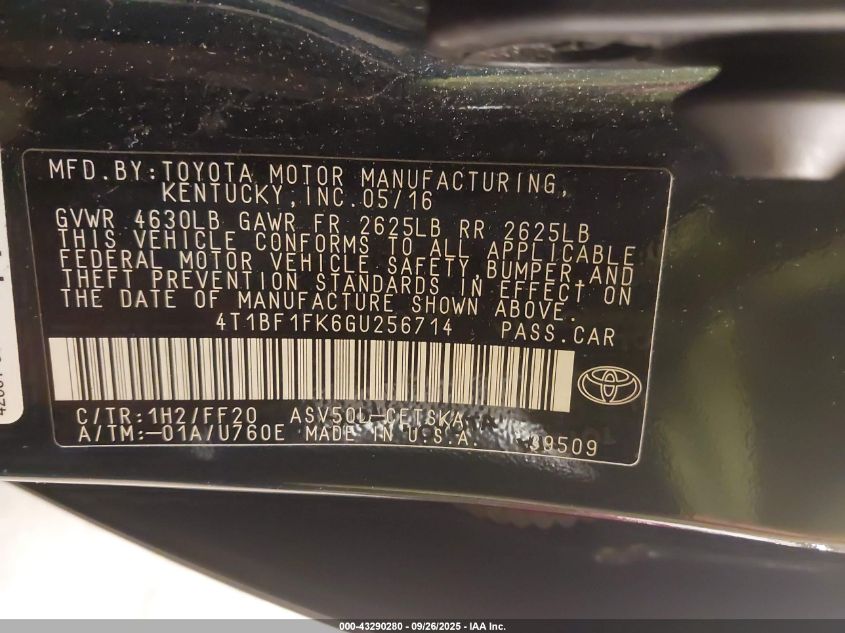 MFD.BY:TOYOTA MOTOR MANUFACTURING,
KENTUCKY,INC.05/16
GVWR 4630LB GAWR FR 2625LB RR 2625LB
THIS VEHICLE CONFORMS TO ALL APPLICABLE
FEDERAL MOTOR VEHICLE SAFETY,BUMPER,AND
THEFT PREVENTION STANDARDS IN EFFECT ON
THE DATE OF MANUFACTURE SHOWN ABOVE.
4T1BF1FK6GU256714 PASS.CAR
C/TR:1H2/FF20 ASV50L-CETSKA
A/TM:-01A/U760E MADE IN U.S.A. 39509
000-43290280 - 09/26/2025 - IAA Inc.